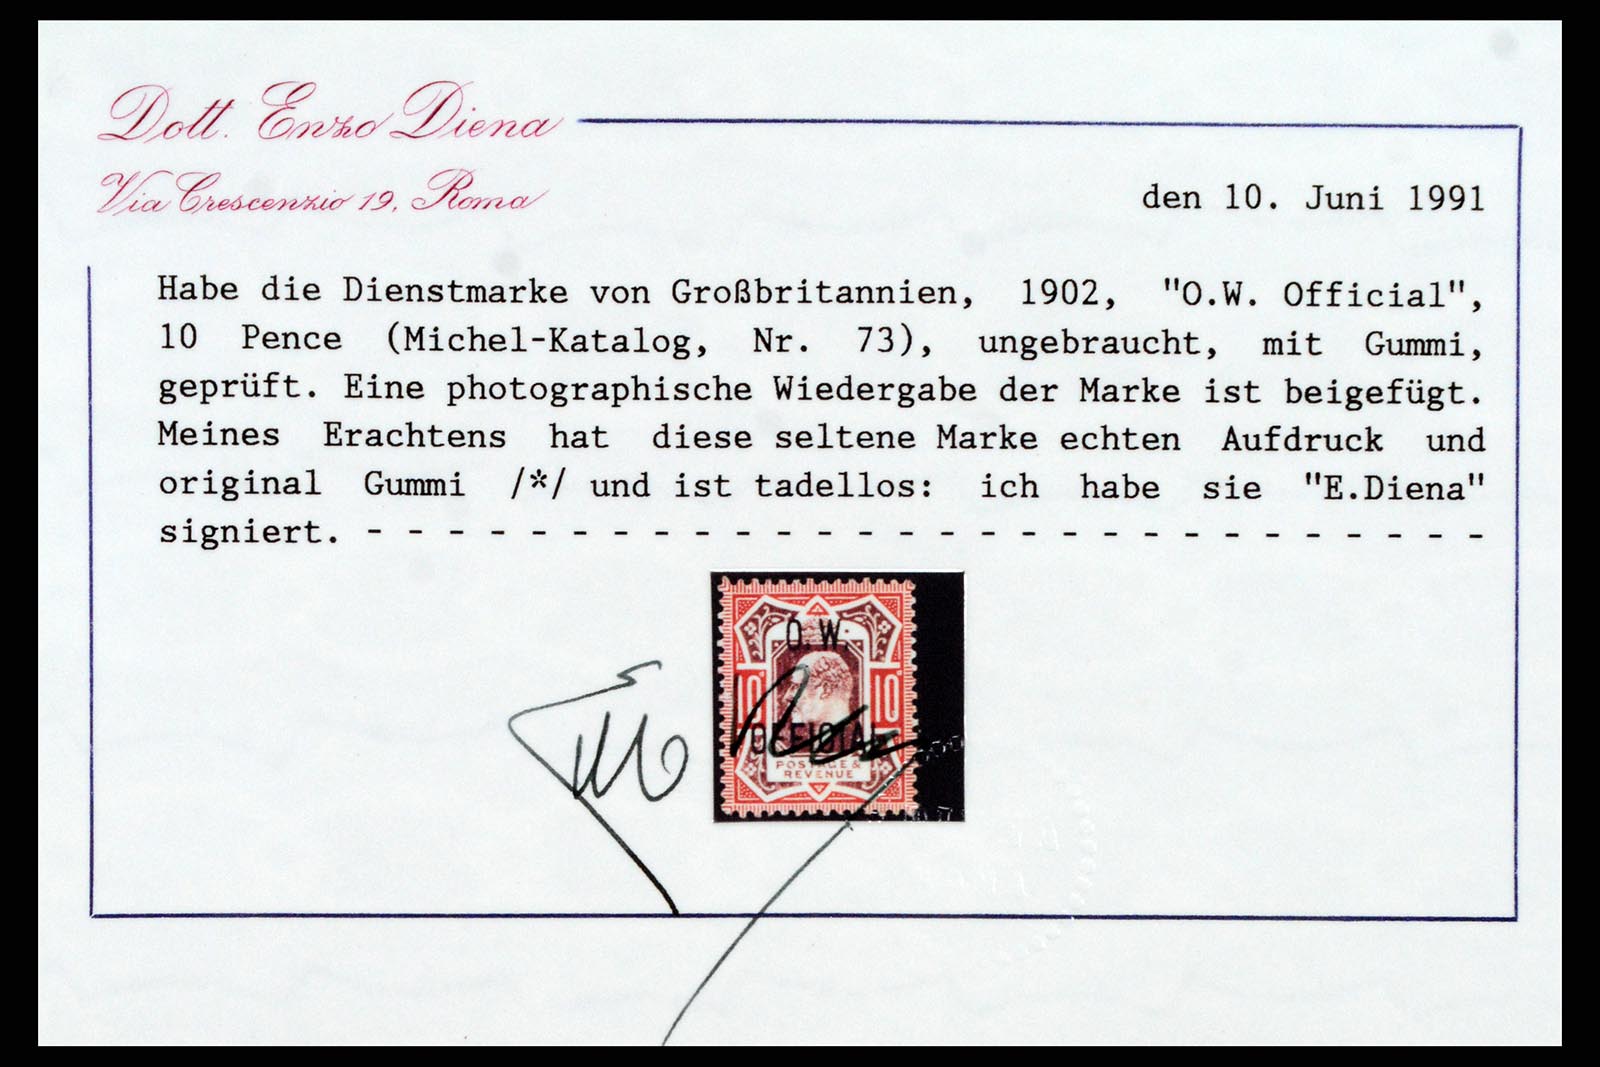 Dott. Enzo Diena
Via Crescenzio 19, Roma
den 10. Juni 1991
Habe die Dienstmarke von Großbritannien, 1902, "O.W. Official",
10 Pence (Michel-Katalog, Nr. 73), ungebraucht, mit Gummi,
geprüft. Eine photographische Wiedergabe der Marke ist beigefügt.
Meines Erachtens hat diese seltene Marke echten Aufdruck und
original Gummi /*/ und ist tadellos: ich habe sie "E.Diena"
signiert. - - - - - - - - - - - - - - - - - - - - - - - - - - - -
O.W.
10 10
OFFICIAL
POSTAGE &
REVENUE